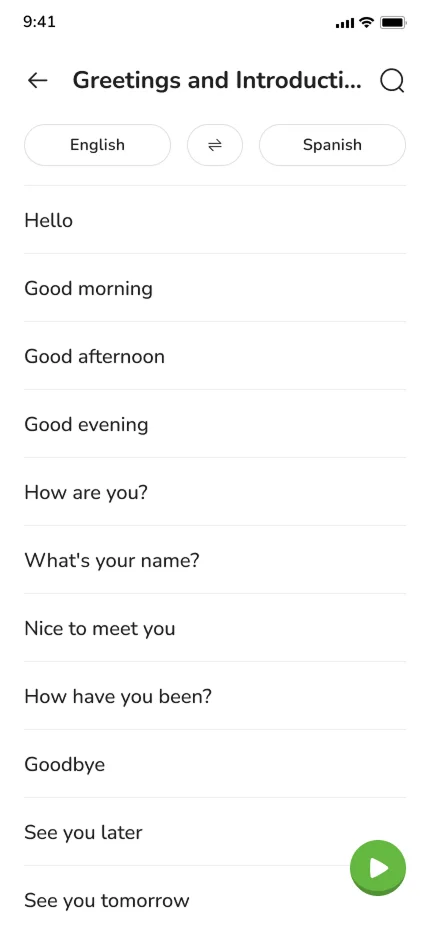 9:41
Greetings and Introducti...
English
Spanish
Hello
Good morning
Good afternoon
Good evening
How are you?
What's your name?
Nice to meet you
How have you been?
Goodbye
See you later
See you tomorrow